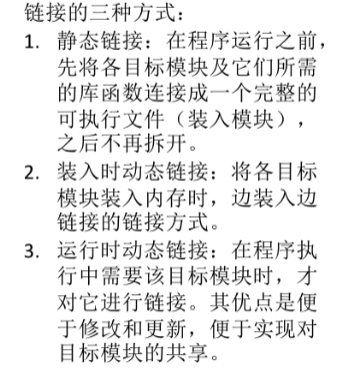 链接的三种方式：
1. 静态链接：在程序运行之前，
先将各目标模块及它们所需
的库函数连接成一个完整的
可执行文件（装入模块），
之后不再拆开。
2. 装入时动态链接：将各目标
模块装入内存时，边装入边
链接的链接方式。
3. 运行时动态链接：在程序执
行中需要该目标模块时，才
对它进行链接。其优点是便
于修改和更新，便于实现对
目标模块的共享。